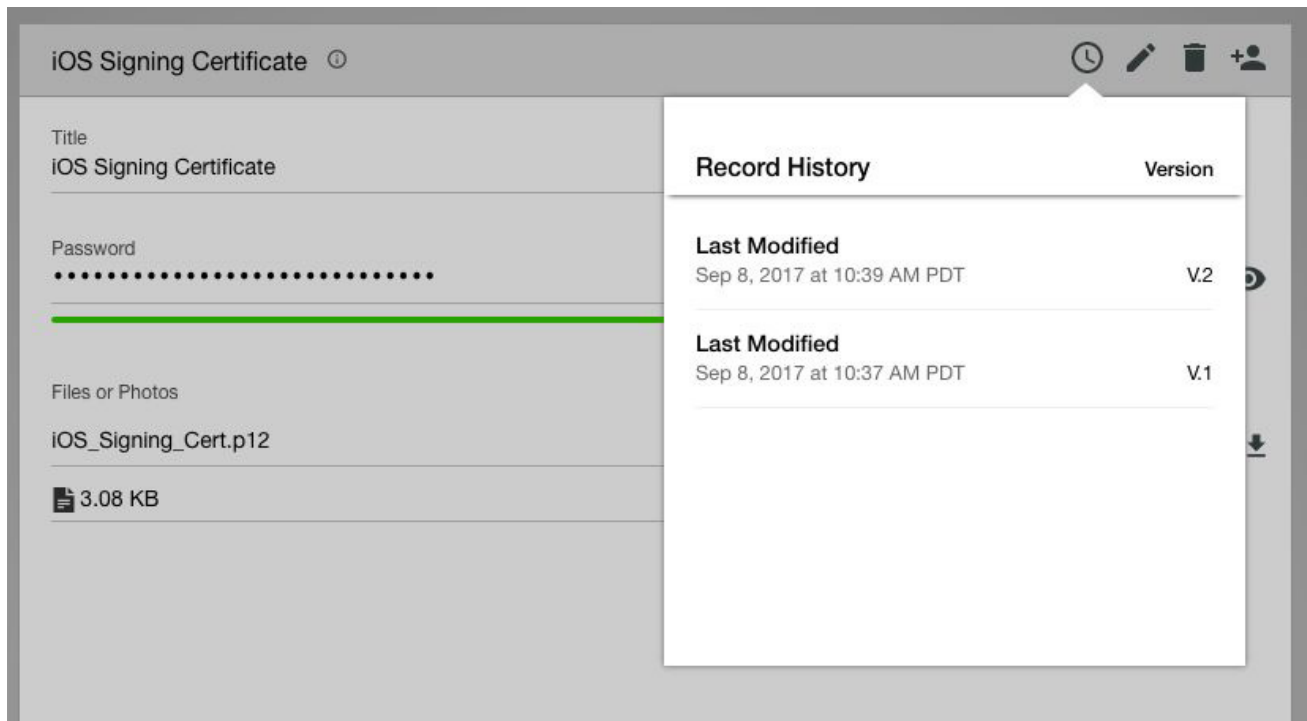 iOS Signing Certificate
Title
iOS Signing Certificate
Password
•••••••••••••••••••••••••••••
Files or Photos
iOS_Signing_Cert.p12
3.08 KB
Record History Version
Last Modified
Sep 8, 2017 at 10:39 AM PDT V.2
Last Modified
Sep 8, 2017 at 10:37 AM PDT V.1